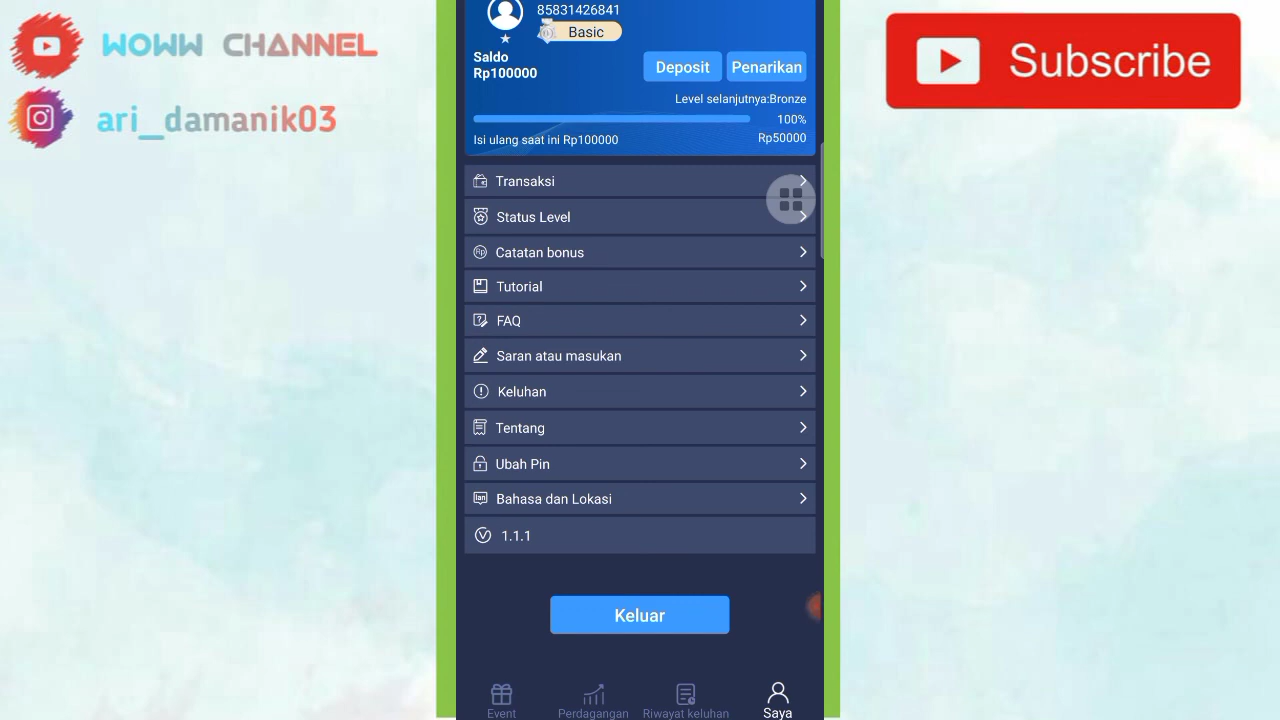 WOWW CHANNEL
ari_damanik03
Subscribe
85831426841
Basic
Saldo
Rp100000
Deposit
Penarikan
Level selanjutnya:Bronze
100%
Isi ulang saat ini Rp100000
Rp50000
Transaksi
Status Level
Catatan bonus
Tutorial
FAQ
Saran atau masukan
Keluhan
Tentang
Ubah Pin
Bahasa dan Lokasi
1.1.1
Keluar
Event
Perdagangan
Riwayat keluhan
Saya